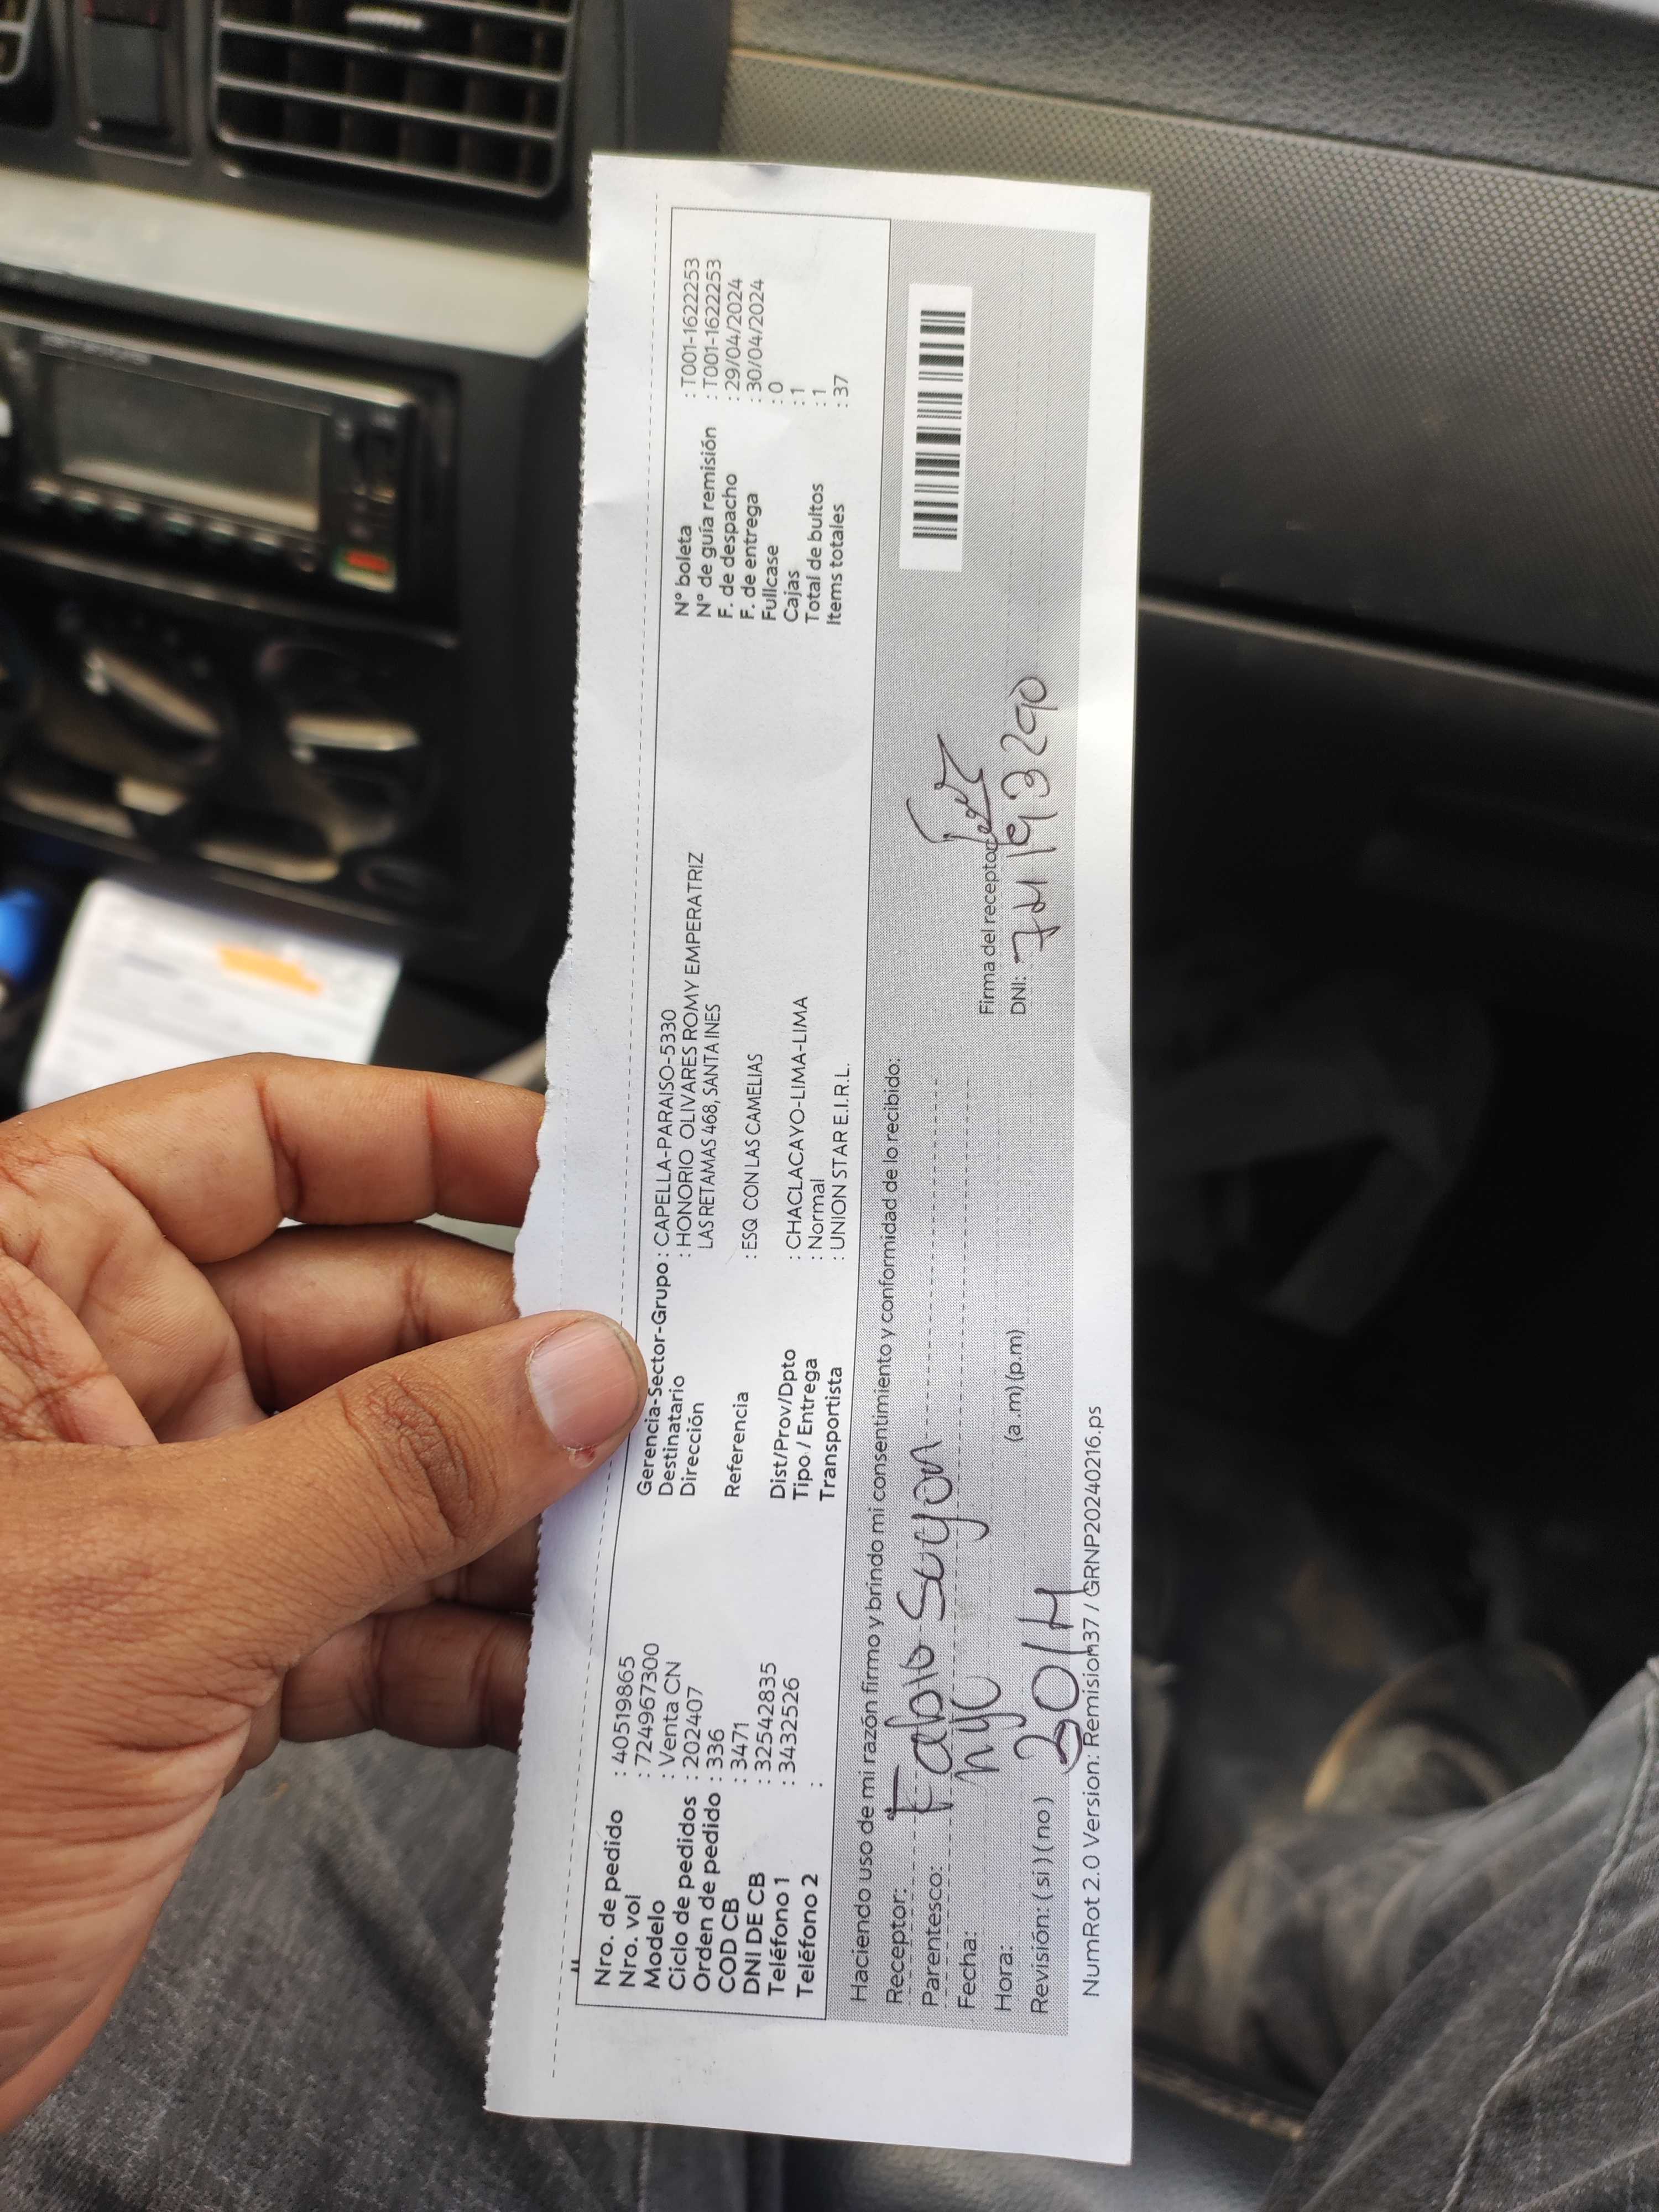 Nro. de pedido : 40519865
Nro. vol : 724967300
Modelo : Venta CN
Ciclo de pedidos : 202407
Orden de pedido : 336
COD CB : 3471
DNI DE CB : 32542835
Teléfono 1 : 3432526
Teléfono 2 :
Gerencia-Sector-Grupo : CAPELLA-PARAISO-5330
Destinatario : HONORIO OLIVARES ROMY EMPERATRIZ
Dirección LAS RETAMAS 468, SANTA INES
Referencia : ESQ CON LAS CAMELIAS
Dist/Prov/Dpto : CHACLACAYO-LIMA-LIMA
Tipo / Entrega : Normal
Transportista : UNION STAR E.I.R.L.
N° boleta : T001-1622253
N° de guía remisión : T001-1622253
F. de despacho : 29/04/2024
F. de entrega : 30/04/2024
Fullcase : 0
Cajas : 1
Total de bultos : 1
Items totales : 37
Haciendo uso de mi razón firmo y brindo mi consentimiento y conformidad de lo recibido:
Receptor: Fabio
Parentesco:
Fecha:
Hora: (a.m) (p.m)
Revisión: ( si ) ( no ) 3014
Firma del receptor
DNI: 74193290
NumRot 2.0 Version: Remision37 / GRNP20240216.ps